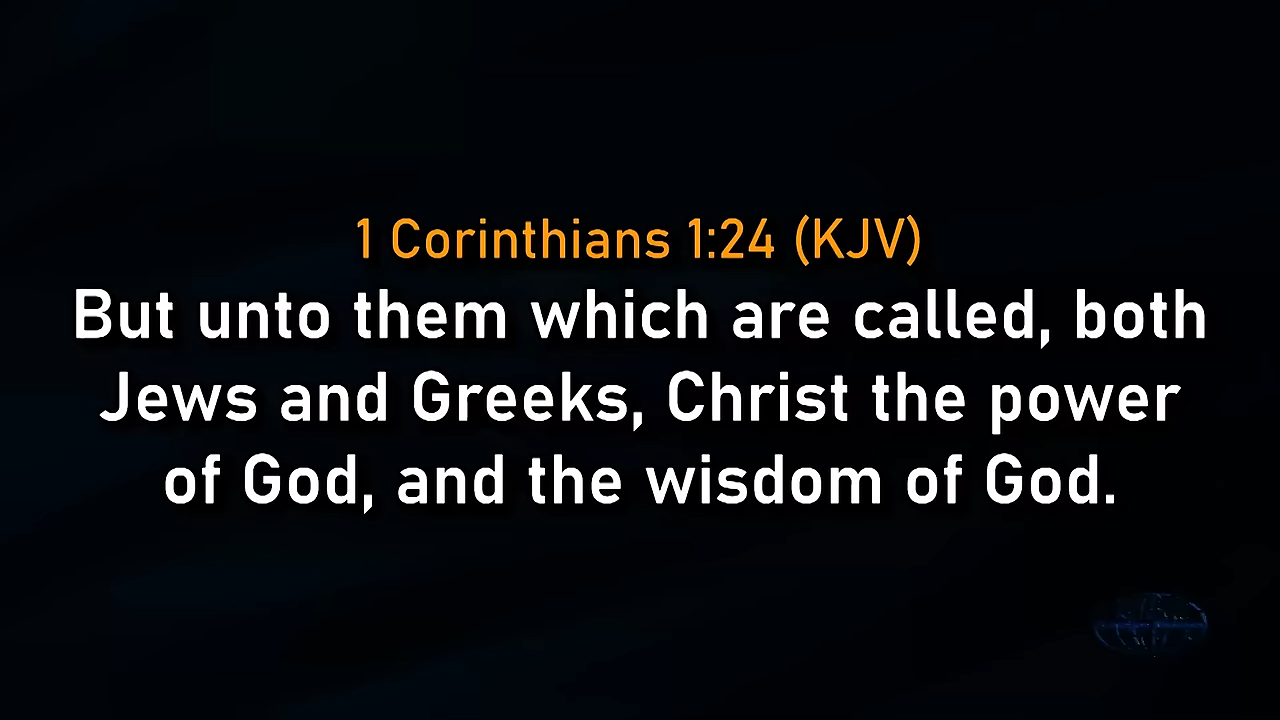 1 Corinthians 1:24 (KJV)
But unto them which are called, both
Jews and Greeks, Christ the power
of God, and the wisdom of God.